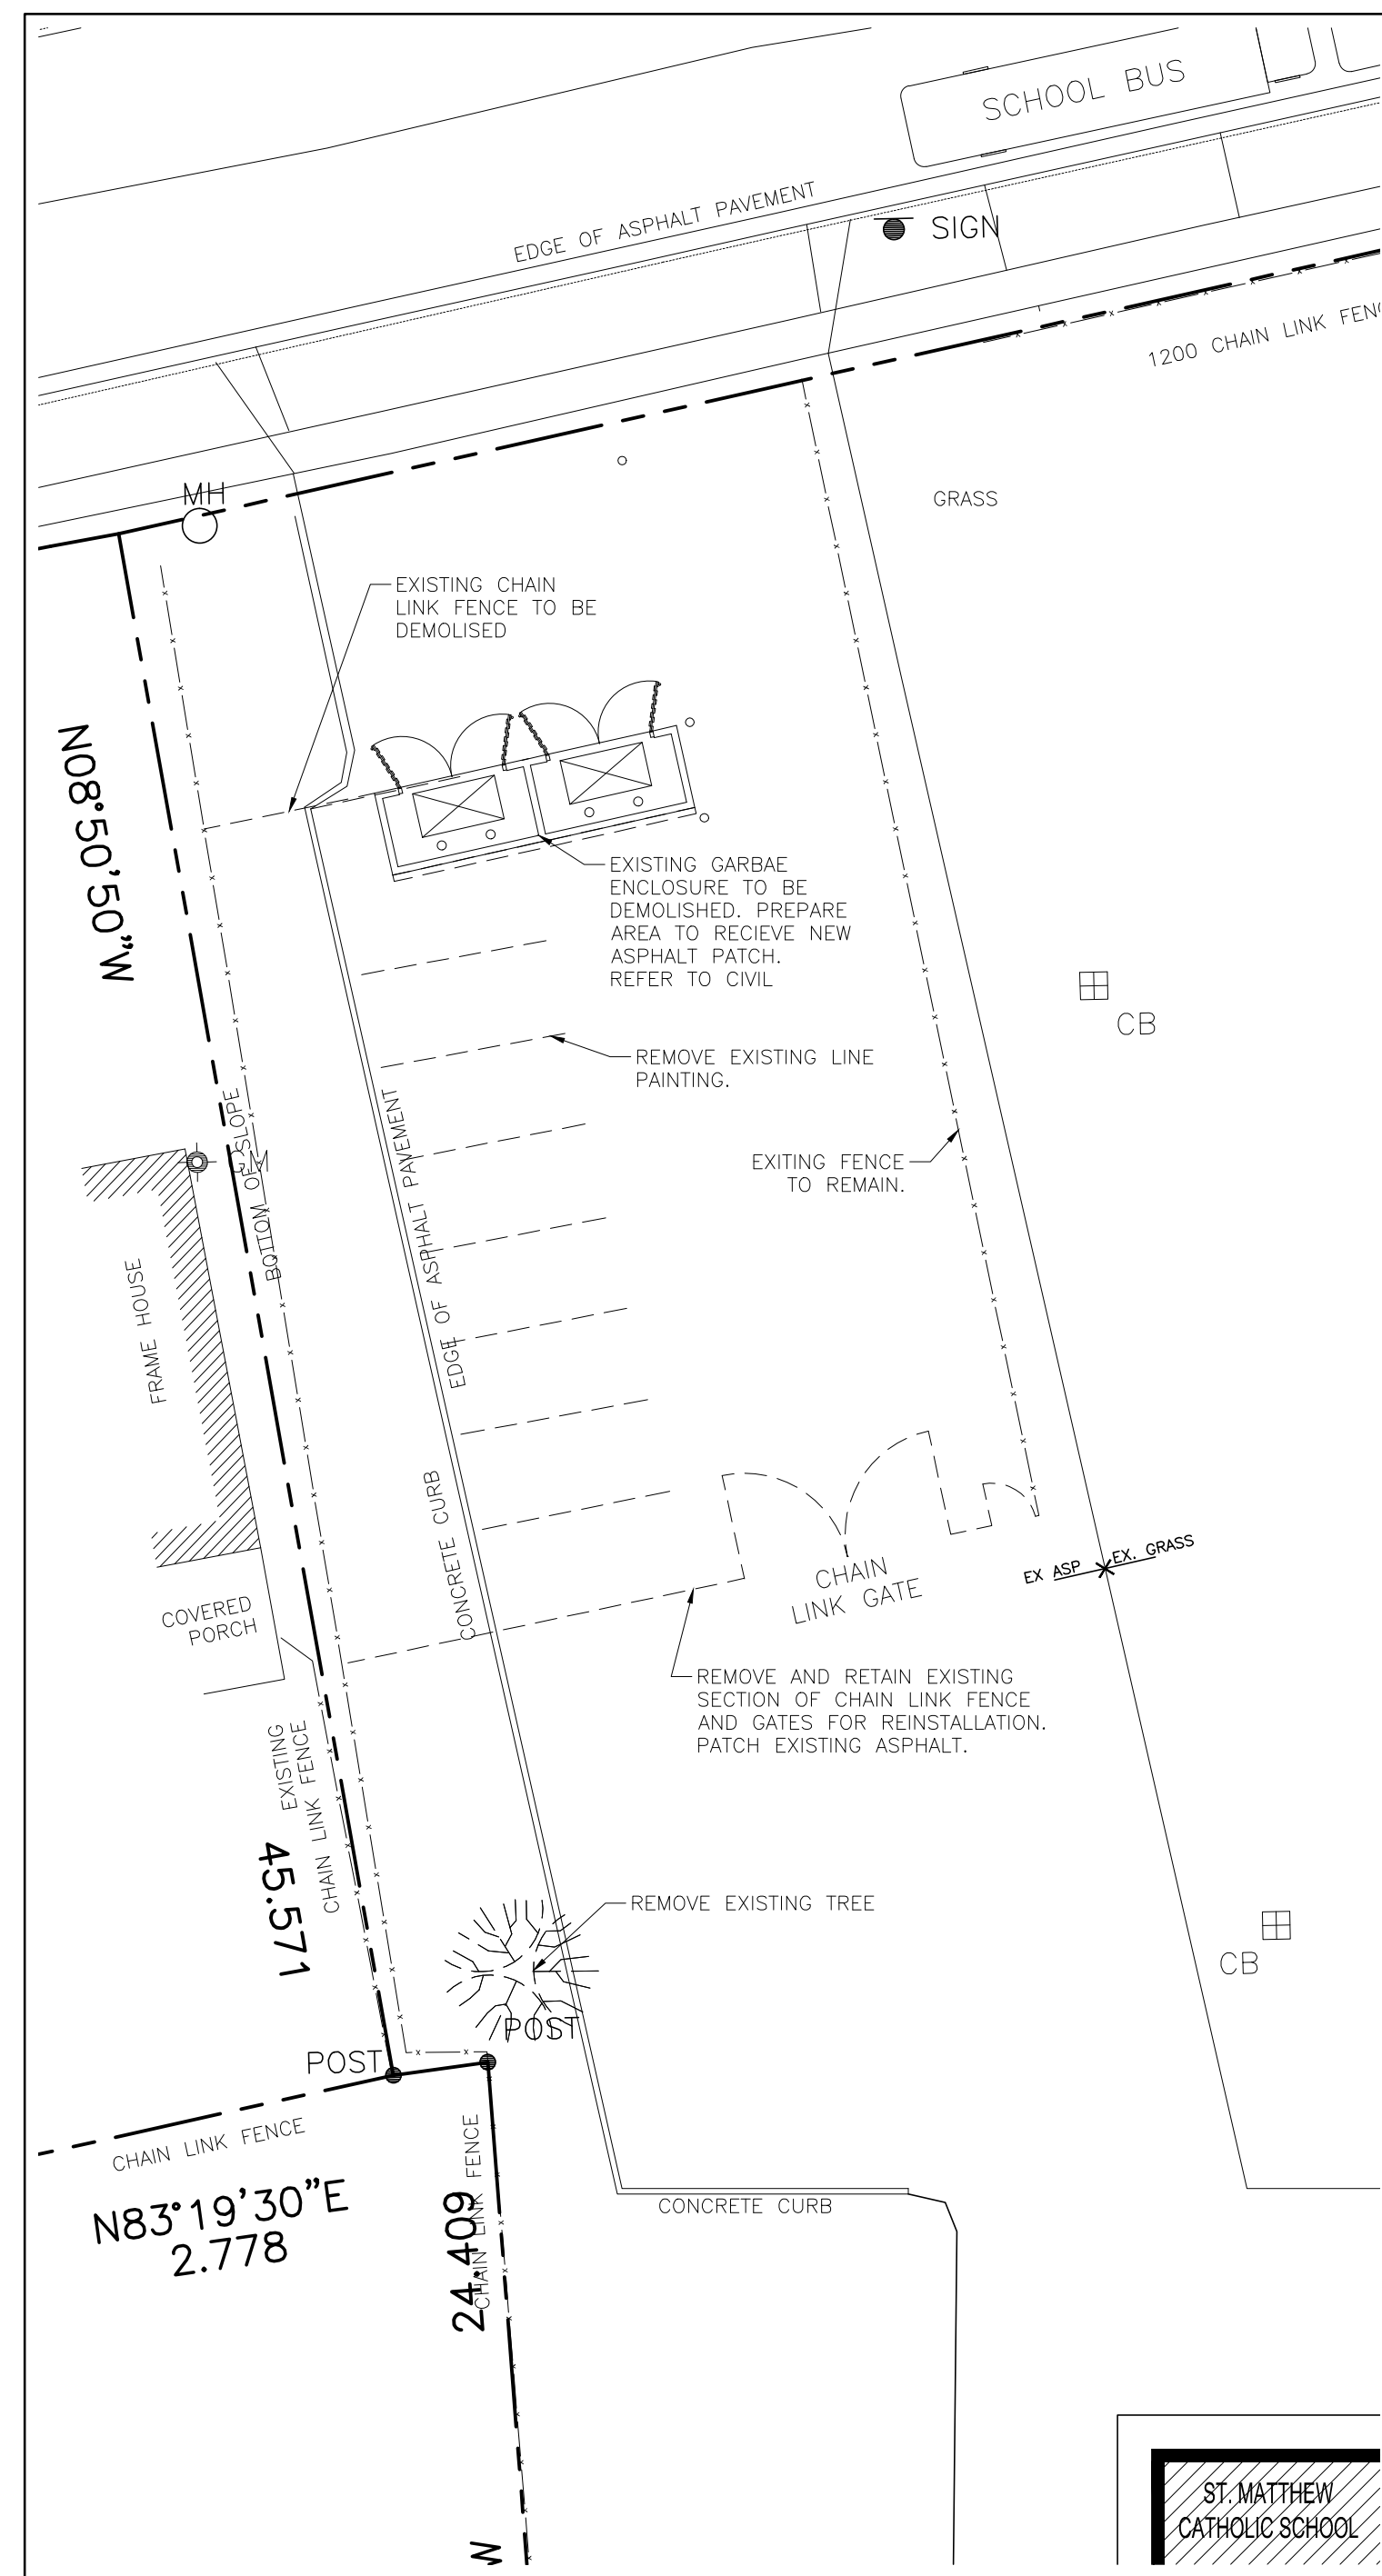 SCHOOL BUS
EDGE OF ASPHALT PAVEMENT
SIGN
1200 CHAIN LINK
GRASS
MH
EXISTING CHAIN
LINK FENCE TO BE
DEMOLISED
N08°50'50"W
EXISTING GARBAE
ENCLOSURE TO BE
DEMOLISHED. PREPARE
AREA TO RECIEVE NEW
ASPHALT PATCH.
REFER TO CIVIL
CB
REMOVE EXISTING LINE
PAINTING.
BOTTOM OF SLOPE
EDGE OF ASPHALT PAVEMENT
EXITING FENCE
TO REMAIN.
FRAME HOUSE
CONCRETE CURB
CHAIN
LINK GATE
EX ASP
EX. GRASS
COVERED
PORCH
REMOVE AND RETAIN EXISTING
SECTION OF CHAIN LINK FENCE
AND GATES FOR REINSTALLATION.
PATCH EXISTING ASPHALT.
EXISTING
CHAIN LINK FENCE
45.571
REMOVE EXISTING TREE
CB
POST
POST
CHAIN LINK FENCE
N83°19'30"E
2.778
CHAIN LINK FENCE
24.409
CONCRETE CURB
W
ST. MATTHEW
CATHOLIC SCHOOL